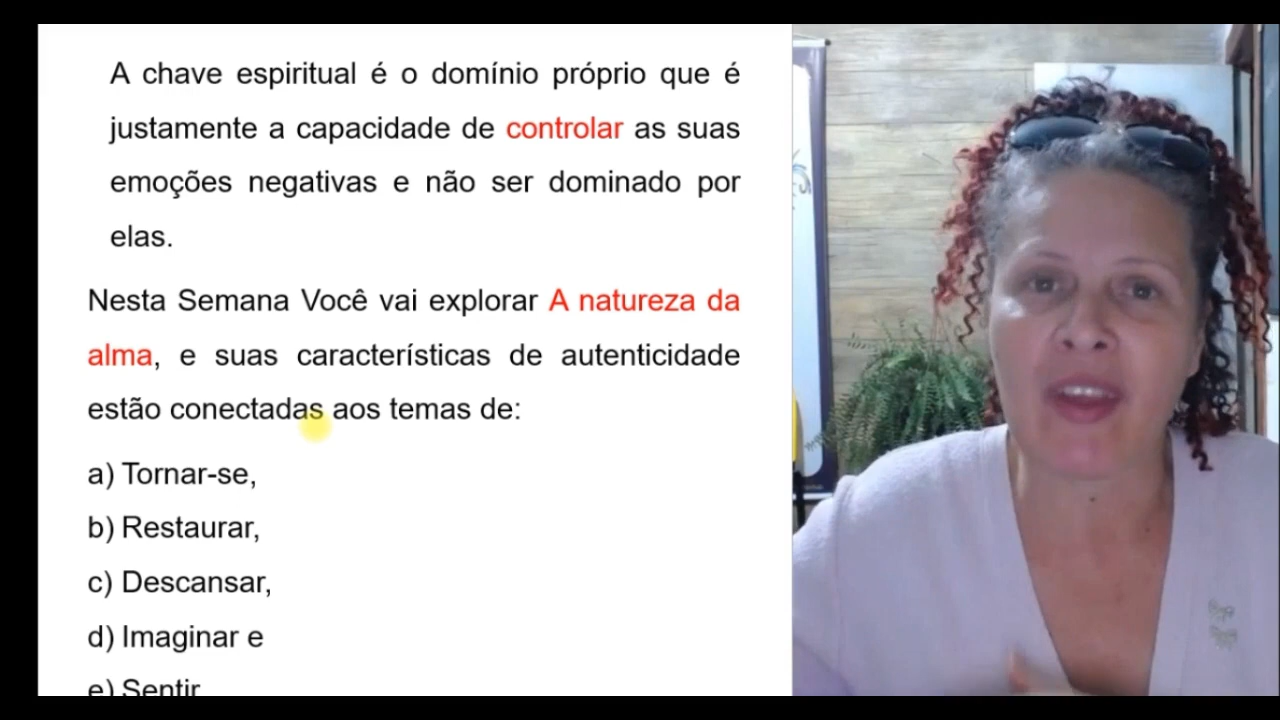 A chave espiritual é o domínio próprio que é
justamente a capacidade de controlar as suas
emoções negativas e não ser dominado por
elas.
Nesta Semana Você vai explorar A natureza da
alma, e suas características de autenticidade
estão conectadas aos temas de:
a) Tornar-se,
b) Restaurar,
c) Descansar,
d) Imaginar e
e) Sentir